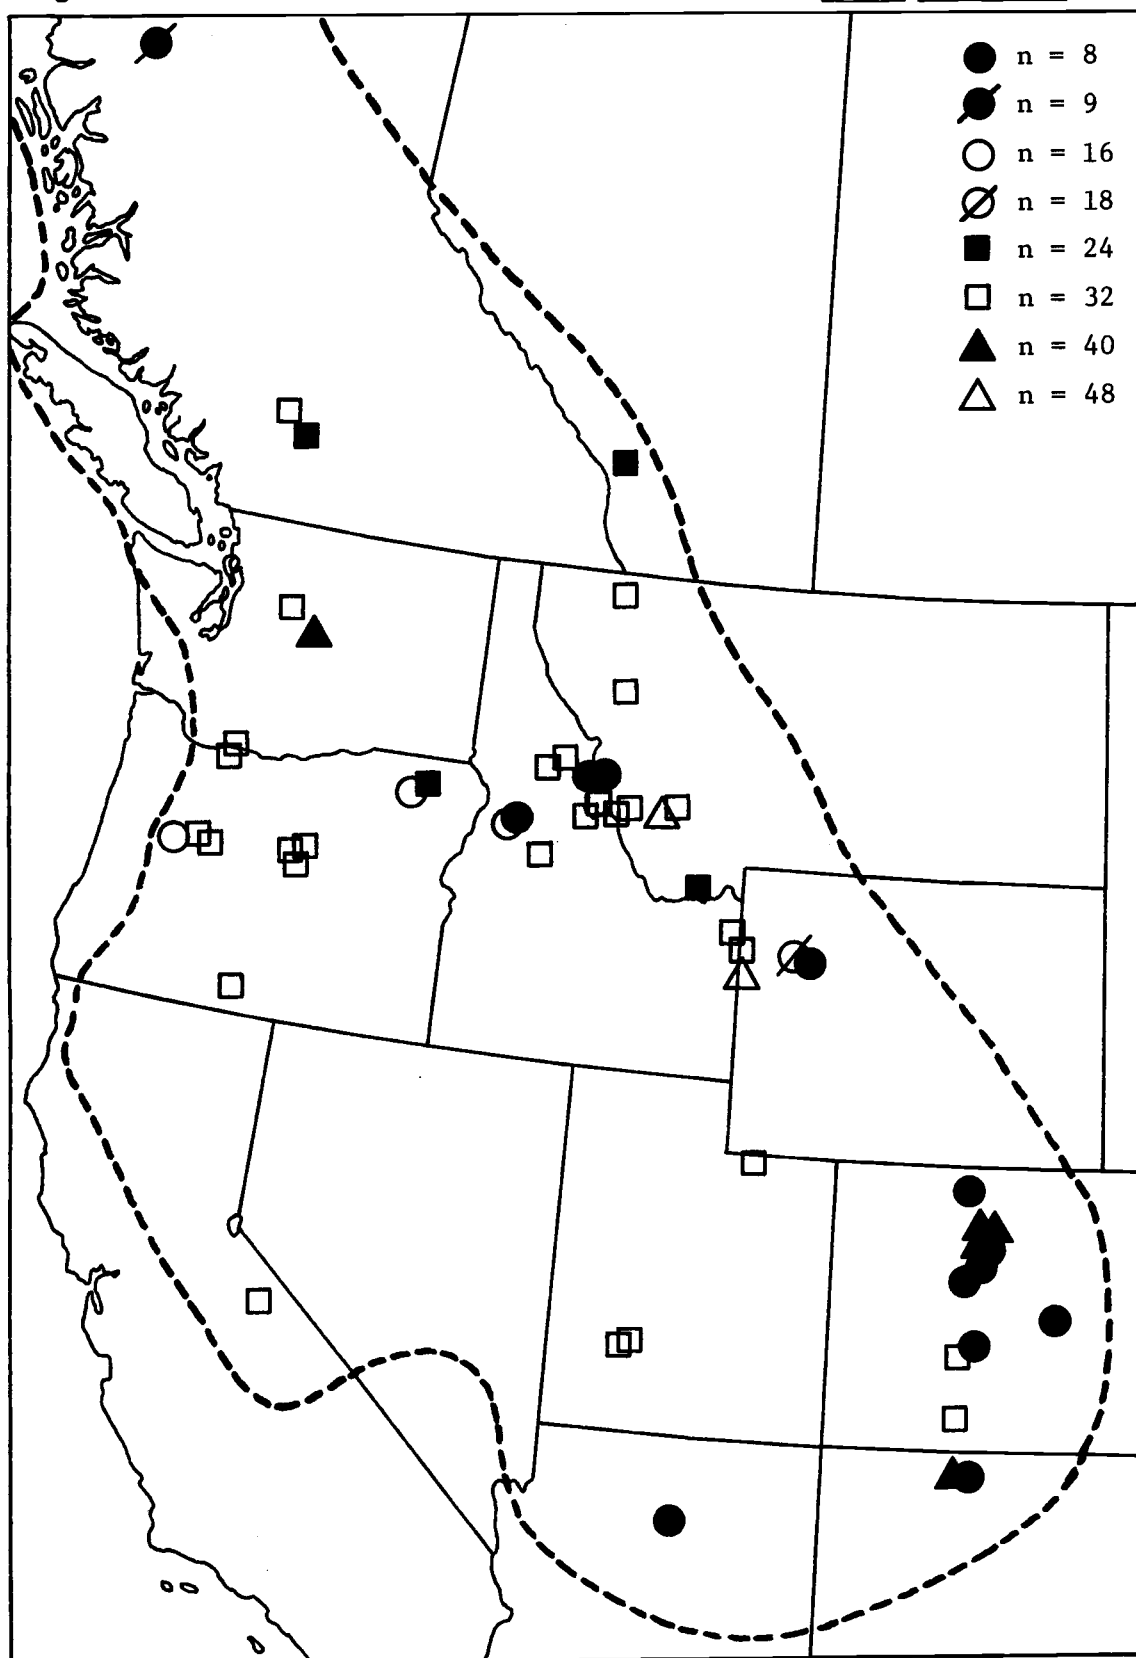 n = 8
n = 9
n = 16
n = 18
n = 24
n = 32
n = 40
n = 48